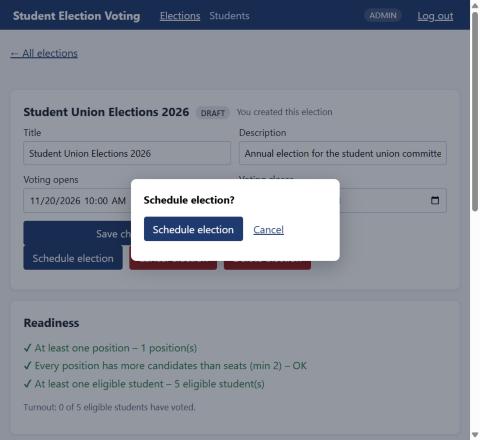 Student Election Voting Elections Students ADMIN Log out
← All elections
Student Union Elections 2026 DRAFT You created this election
Title Description
Student Union Elections 2026 Annual election for the student union committe
Voting opens
11/20/2026 10:00 AM
Schedule election?
Schedule election Cancel
Save ch
Schedule election
Readiness
✓ At least one position – 1 position(s)
✓ Every position has more candidates than seats (min 2) – OK
✓ At least one eligible student – 5 eligible student(s)
Turnout: 0 of 5 eligible students have voted.